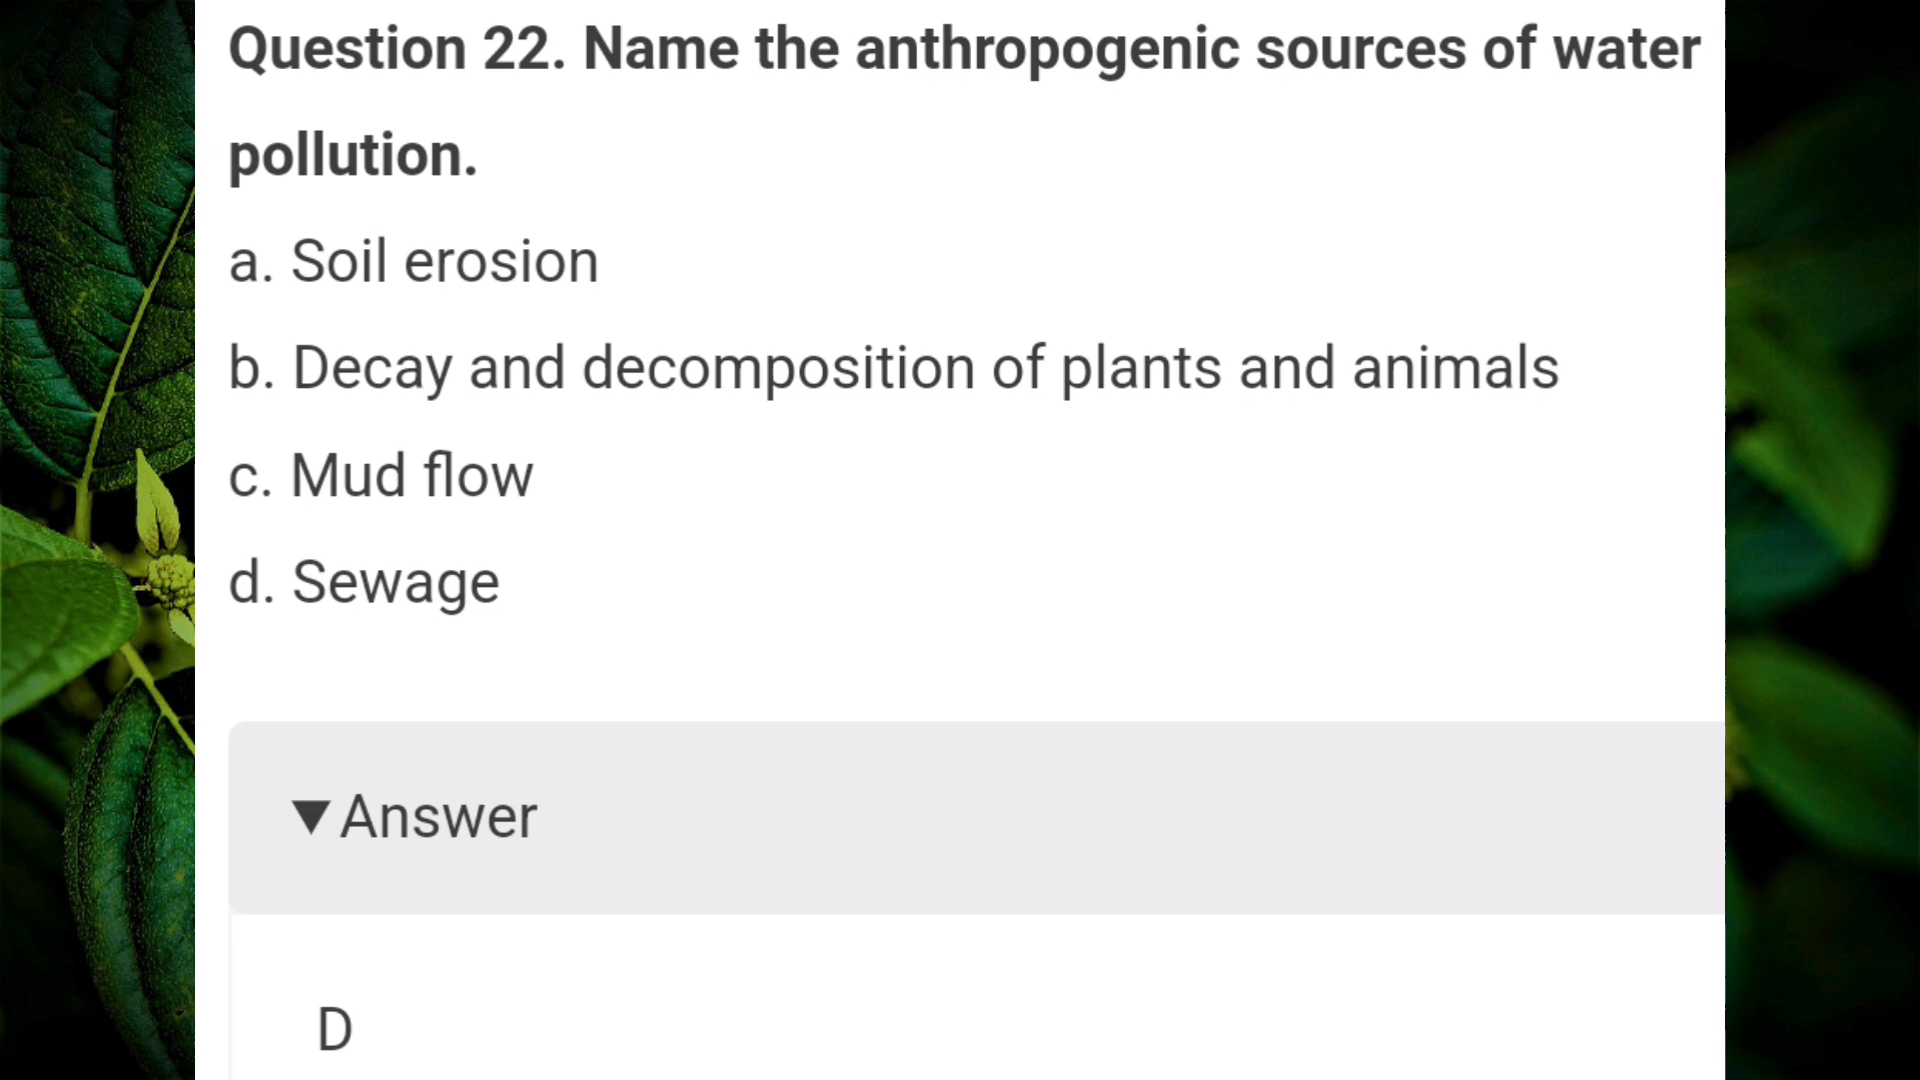 Question 22. Name the anthropogenic sources of water
pollution.
a. Soil erosion
b. Decay and decomposition of plants and animals
c. Mud flow
d. Sewage
▼ Answer
D